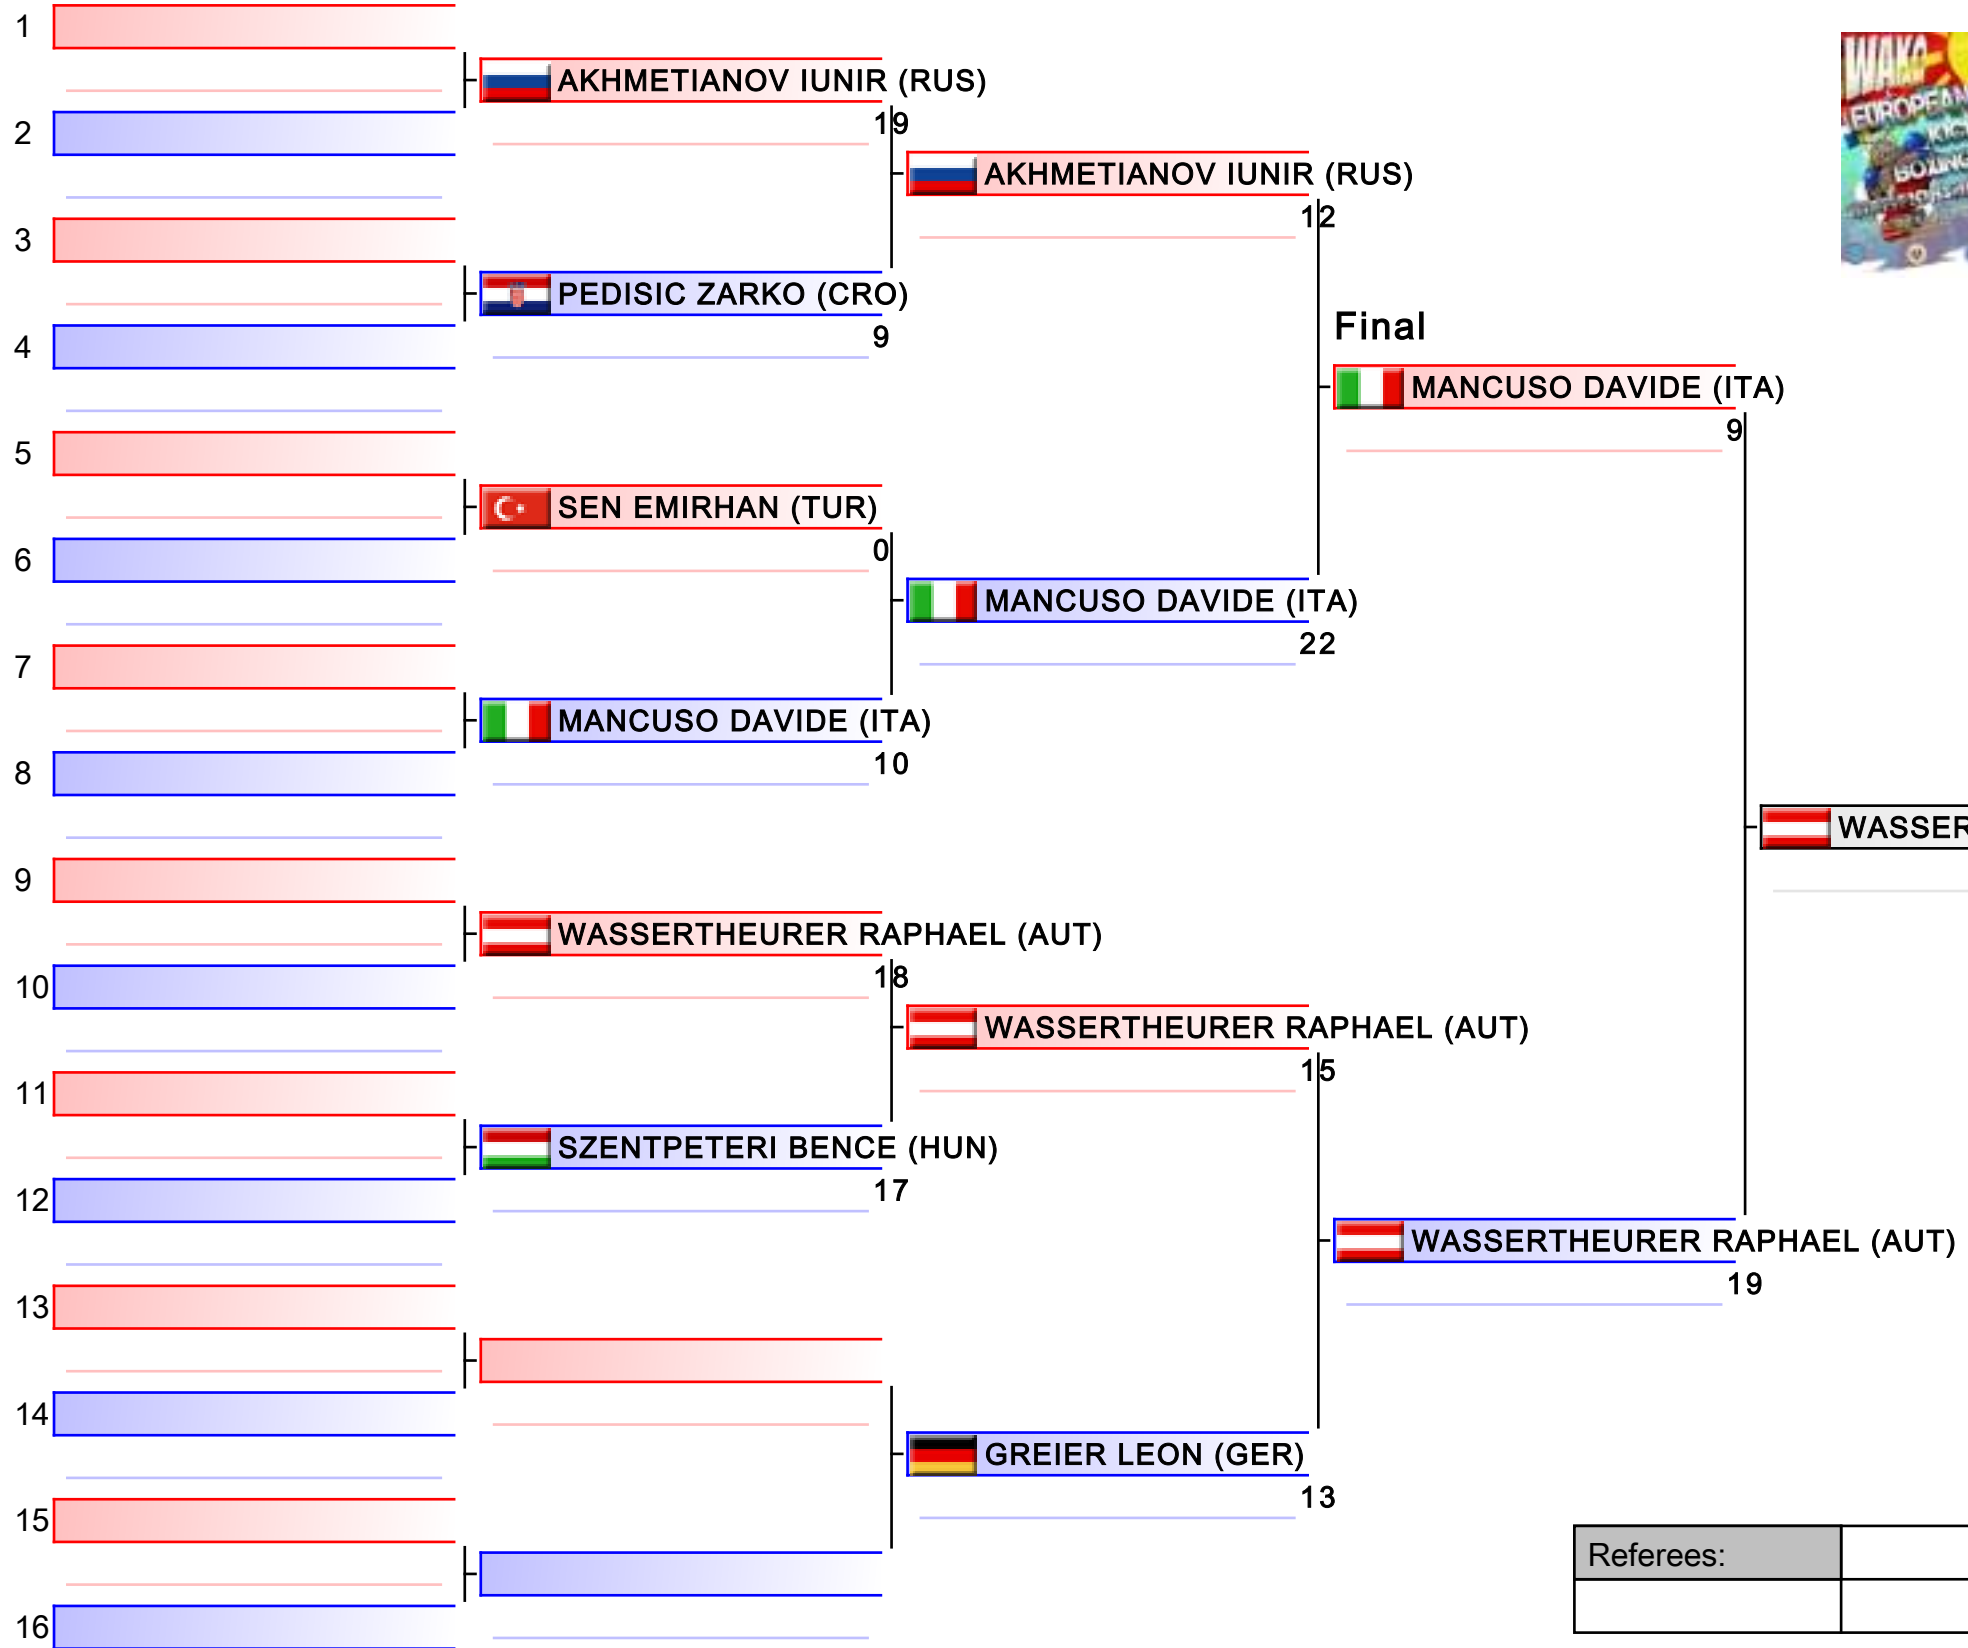 1
AKHMETIANOV IUNIR (RUS)
19
2
AKHMETIANOV IUNIR (RUS)
12
3
PEDISIC ZARKO (CRO)
9
4
Final
MANCUSO DAVIDE (ITA)
9
5
SEN EMIRHAN (TUR)
0
6
MANCUSO DAVIDE (ITA)
22
7
MANCUSO DAVIDE (ITA)
10
8
WASSER
9
WASSERTHEURER RAPHAEL (AUT)
18
10
WASSERTHEURER RAPHAEL (AUT)
15
11
SZENTPETERI BENCE (HUN)
17
12
WASSERTHEURER RAPHAEL (AUT)
19
13
14
GREIER LEON (GER)
13
15
Referees:
16
WAKO
EUROPEAN